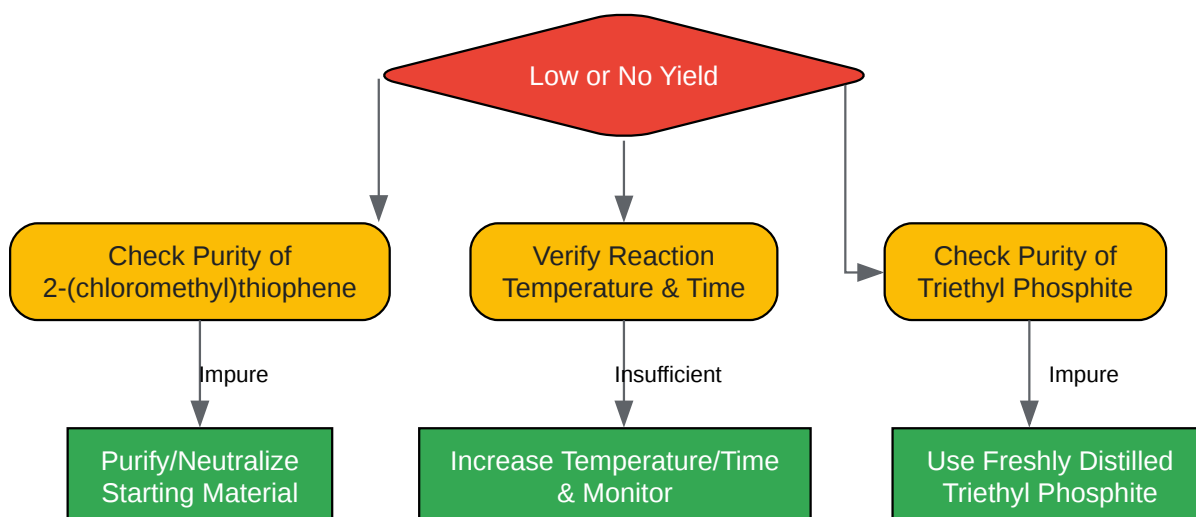 Low or No Yield
Check Purity of
2-(chloromethyl)thiophene
Verify Reaction
Temperature & Time
Check Purity of
Triethyl Phosphite
Impure
Insufficient
Impure
Purify/Neutralize
Starting Material
Increase Temperature/Time
& Monitor
Use Freshly Distilled
Triethyl Phosphite